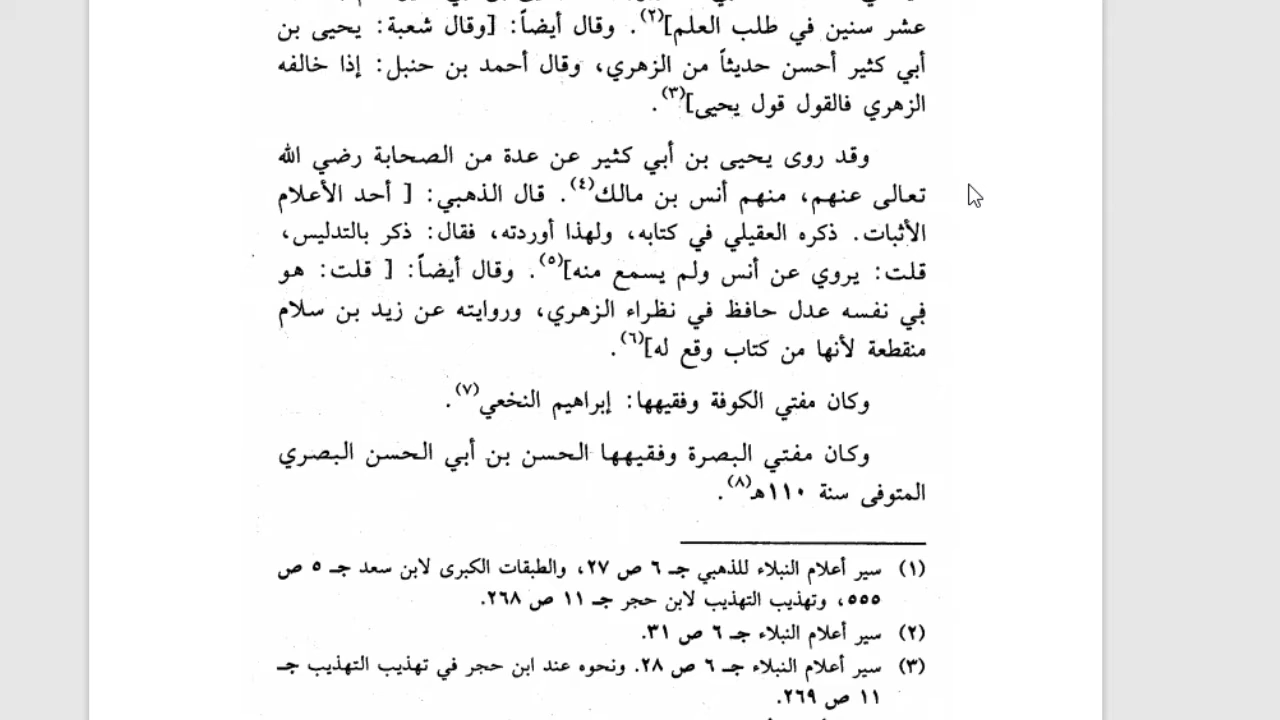 عشر سنين في طلب العلم](٢). وقال أيضاً: [وقال شعبة: يحيى بن
أبي كثير أحسن حديثاً من الزهري، وقال أحمد بن حنبل: إذا خالفه
الزهري فالقول قول يحيى](٣).
وقد روى يحيى بن أبي كثير عن عدة من الصحابة رضي الله
تعالى عنهم، منهم أنس بن مالك(٤). قال الذهبي: [ أحد الأعلام
الأثبات. ذكره العقيلي في كتابه، ولهذا أوردته، فقال: ذكر بالتدليس،
قلت: يروي عن أنس ولم يسمع منه](٥). وقال أيضاً: [ قلت: هو
في نفسه عدل حافظ في نظراء الزهري، وروايته عن زيد بن سلام
منقطعة لأنها من كتاب وقع له](٦).
وكان مفتي الكوفة وفقيهها: إبراهيم النخعي(٧).
وكان مفتي البصرة وفقيهها الحسن بن أبي الحسن البصري
المتوفى سنة ١١٠هـ(٨).
(١) سير أعلام النبلاء للذهبي جـ ٦ ص ٢٧، والطبقات الكبرى لابن سعد جـ ٥ ص
٥٥٥، وتهذيب التهذيب لابن حجر جـ ١١ ص ٢٦٨.
(٢) سير أعلام النبلاء جـ ٦ ص ٣١.
(٣) سير أعلام النبلاء جـ ٦ ص ٢٨. ونحوه عند ابن حجر في تهذيب التهذيب جـ
١١ ص ٢٦٩.